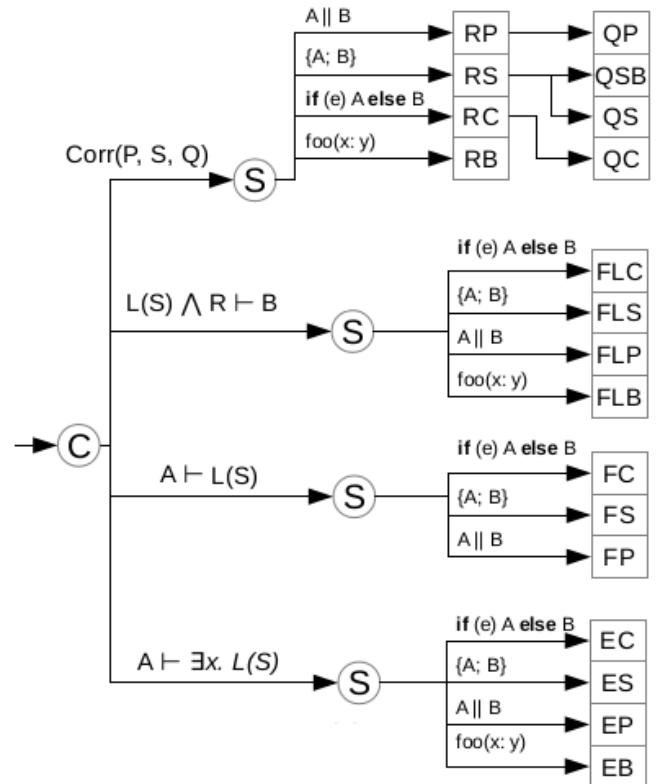 A || B
RP
QP
{A; B}
RS
QSB
if (e) A else B
RC
QS
foo(x: y)
RB
QC
Corr(P, S, Q)
S
if (e) A else B
FLC
{A; B}
FLS
L(S) ⋀ R ⊢ B
S
A || B
FLP
foo(x: y)
FLB
C
if (e) A else B
FC
A ⊢ L(S)
S
{A; B}
FS
A || B
FP
if (e) A else B
EC
A ⊢ ∃x. L(S)
S
{A; B}
ES
A || B
EP
foo(x: y)
EB